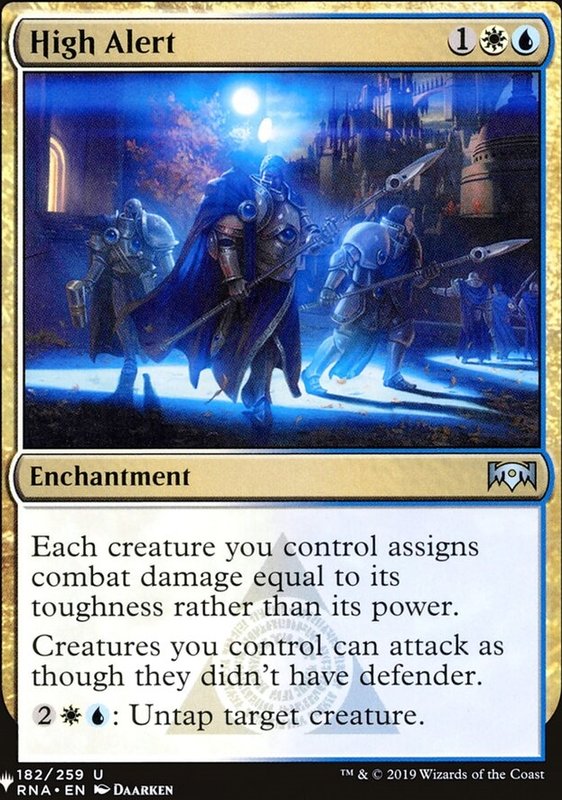 High Alert 1
Enchantment
Each creature you control assigns
combat damage equal to its
toughness rather than its power.
Creatures you control can attack as
though they didn't have defender.
2 : Untap target creature.
182/259 U
RNA • EN DAARKEN
™ & © 2019 Wizards of the Coast